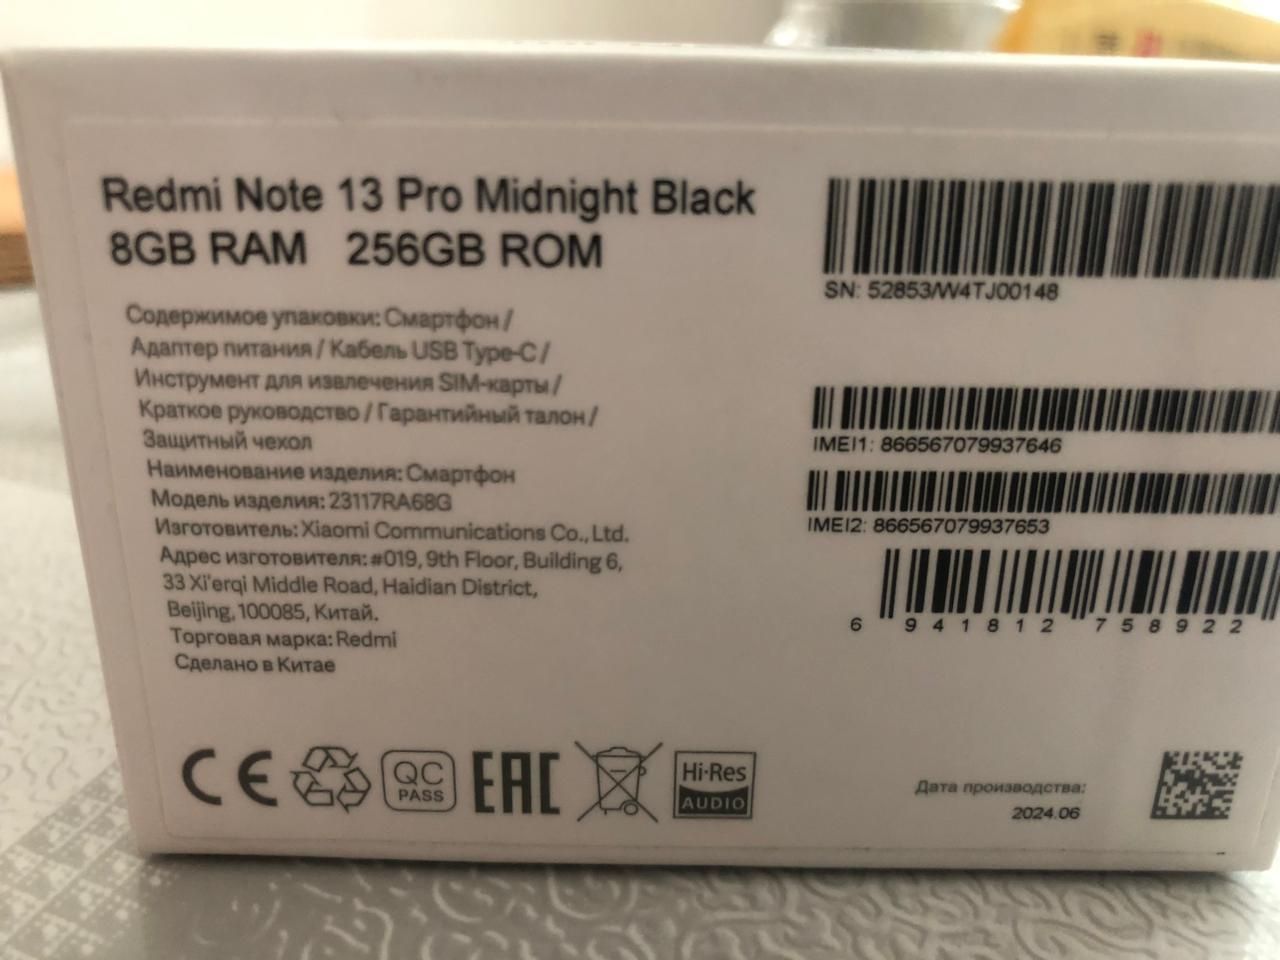 Redmi Note 13 Pro Midnight Black
8GB RAM 256GB ROM
Содержимое упаковки: Смартфон /
Адаптер питания / Кабель USB Type-C /
Инструмент для извлечения SIM-карты /
Краткое руководство / Гарантийный талон /
Защитный чехол
Наименование изделия: Смартфон
Модель изделия: 23117RA68G
Изготовитель: Xiaomi Communications Co., Ltd.
Адрес изготовителя: #019, 9th Floor, Building 6,
33 Xi'erqi Middle Road, Haidian District,
Beijing, 100085, Китай.
Торговая марка: Redmi
Сделано в Китае
SN: 52853/W4TJ00148
IMEI1: 866567079937646
IMEI2: 866567079937653
6 941812 758922
CE
QC
PASS
EAC
Hi-Res
AUDIO
Дата производства:
2024.06